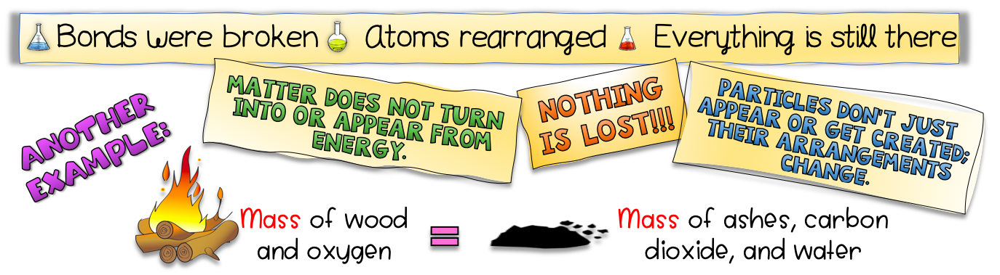 Bonds were broken Atoms rearranged Everything is still there
MATTER DOES NOT TURN
INTO OR APPEAR FROM
ENERGY.
NOTHING
IS LOST!!!
PARTICLES DON'T JUST
APPEAR OR GET CREATED;
THEIR ARRANGEMENTS
CHANGE.
ANOTHER
EXAMPLE:
Mass of wood
and oxygen
=
Mass of ashes, carbon
dioxide, and water